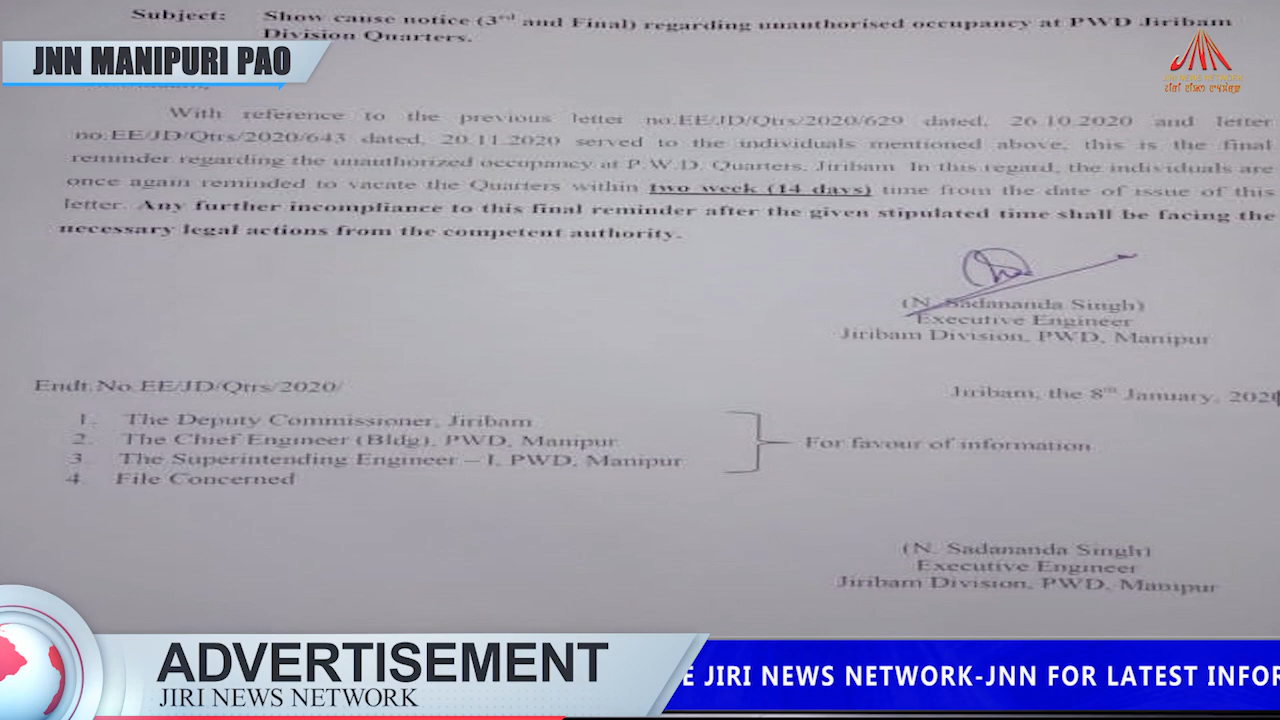 Subject: Show cause notice (3rd and Final) regarding unauthorised occupancy at PWD Jiribam
Division Quarters.
JNN MANIPURI PAO
With reference to the previous letter no.EE/JD/Qtrs/2020/629 dated, 26.10.2020 and letter
no.EE/JD/Qtrs/2020/643 dated, 20.11.2020 served to the individuals mentioned above, this is the final
reminder regarding the unauthorized occupancy at P.W.D. Quarters, Jiribam. In this regard, the individuals are
once again reminded to vacate the Quarters within two week (14 days) time from the date of issue of this
letter. Any further incompliance to this final reminder after the given stipulated time shall be facing the
necessary legal actions from the competent authority.
(N. Sadananda Singh)
Executive Engineer
Jiribam Division, PWD, Manipur
Endt.No.EE/JD/Qtrs/2020/
Jiribam, the 8th January, 202
1. The Deputy Commissioner, Jiribam
2. The Chief Engineer (Bldg), PWD, Manipur
3. The Superintending Engineer – I, PWD, Manipur
4. File Concerned
For favour of information
(N. Sadananda Singh)
Executive Engineer
Jiribam Division, PWD, Manipur
ADVERTISEMENT
JIRI NEWS NETWORK
E JIRI NEWS NETWORK-JNN FOR LATEST INFOR